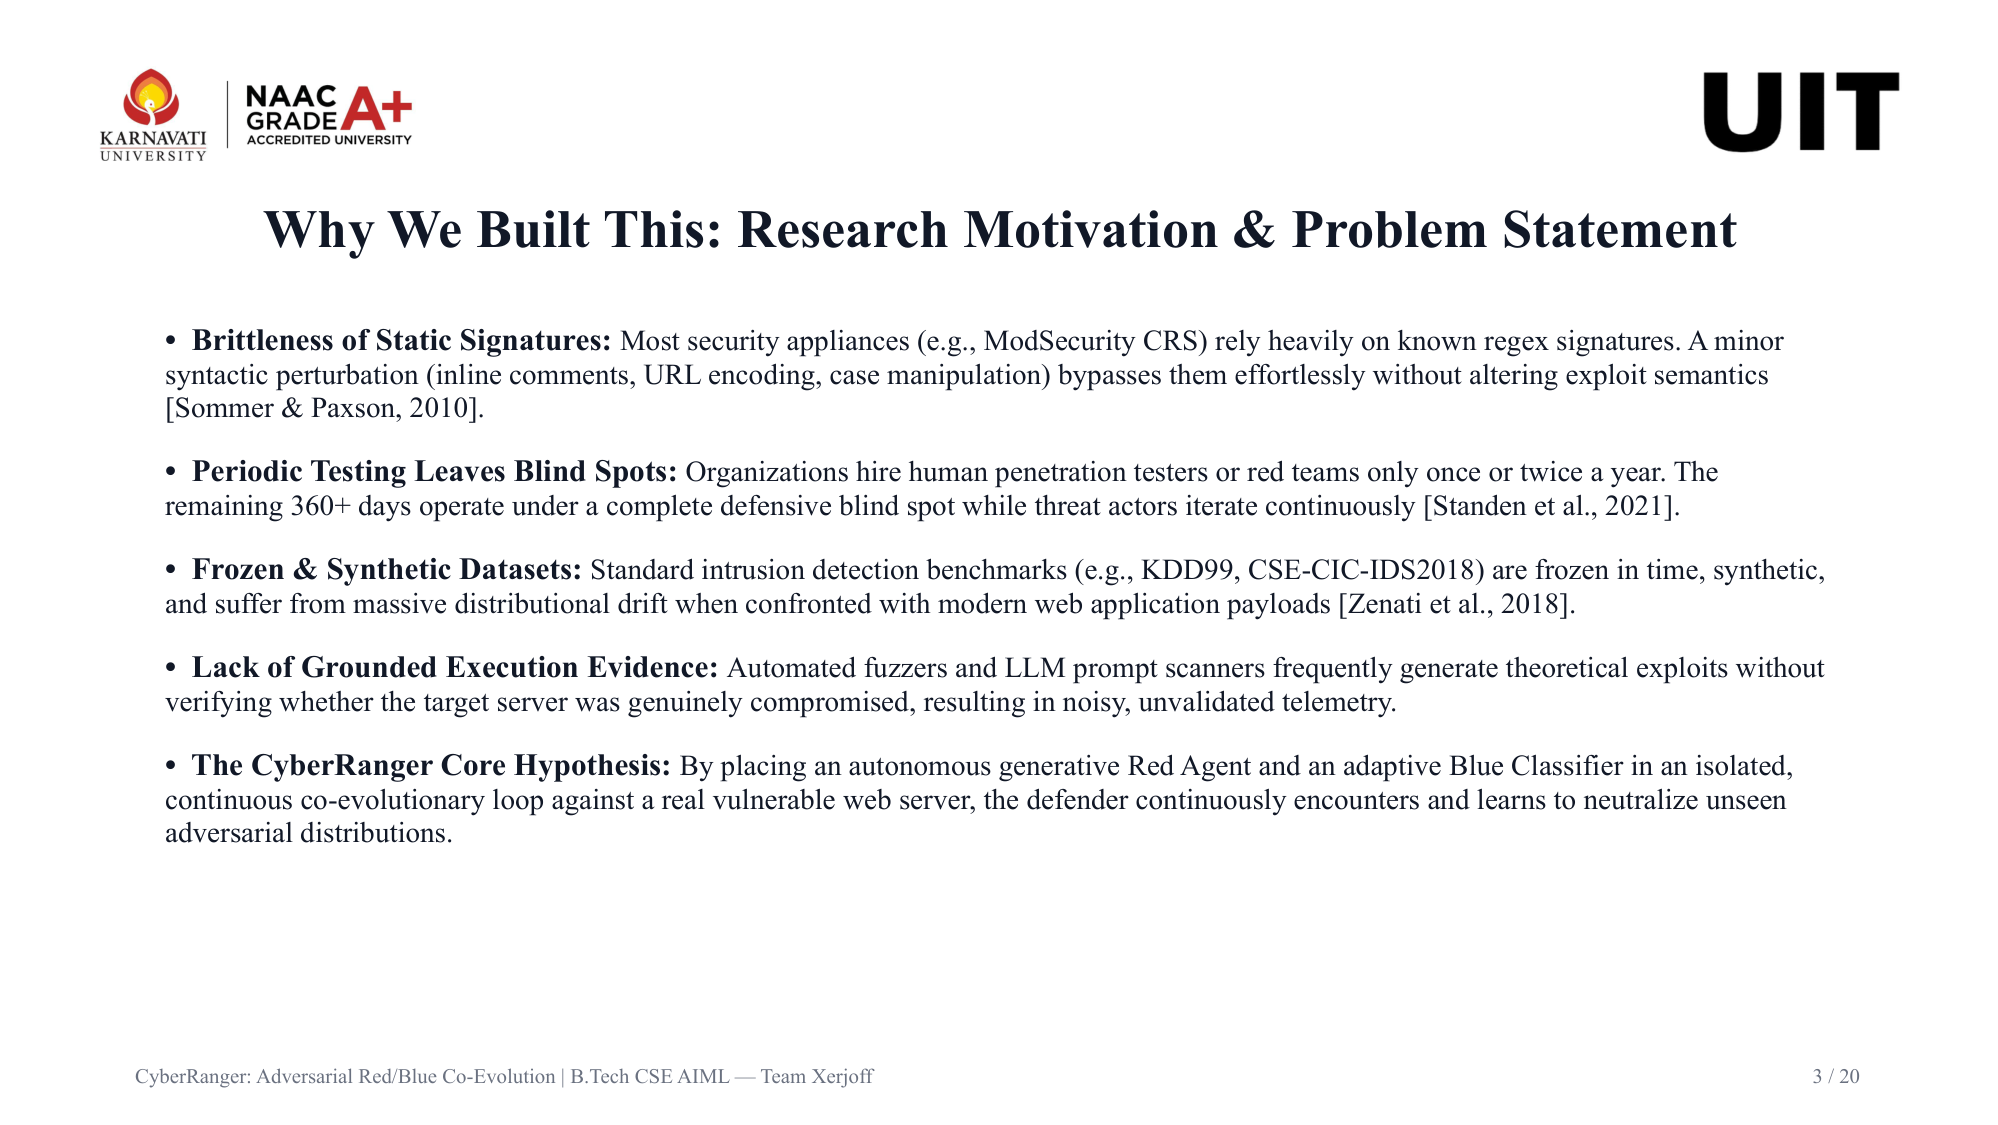 KARNAVATI
UNIVERSITY
NAAC
GRADE A+
ACCREDITED UNIVERSITY
UIT
Why We Built This: Research Motivation & Problem Statement
• Brittleness of Static Signatures: Most security appliances (e.g., ModSecurity CRS) rely heavily on known regex signatures. A minor
syntactic perturbation (inline comments, URL encoding, case manipulation) bypasses them effortlessly without altering exploit semantics
[Sommer & Paxson, 2010].
• Periodic Testing Leaves Blind Spots: Organizations hire human penetration testers or red teams only once or twice a year. The
remaining 360+ days operate under a complete defensive blind spot while threat actors iterate continuously [Standen et al., 2021].
• Frozen & Synthetic Datasets: Standard intrusion detection benchmarks (e.g., KDD99, CSE-CIC-IDS2018) are frozen in time, synthetic,
and suffer from massive distributional drift when confronted with modern web application payloads [Zenati et al., 2018].
• Lack of Grounded Execution Evidence: Automated fuzzers and LLM prompt scanners frequently generate theoretical exploits without
verifying whether the target server was genuinely compromised, resulting in noisy, unvalidated telemetry.
• The CyberRanger Core Hypothesis: By placing an autonomous generative Red Agent and an adaptive Blue Classifier in an isolated,
continuous co-evolutionary loop against a real vulnerable web server, the defender continuously encounters and learns to neutralize unseen
adversarial distributions.
CyberRanger: Adversarial Red/Blue Co-Evolution | B.Tech CSE AIML — Team Xerjoff
3 / 20